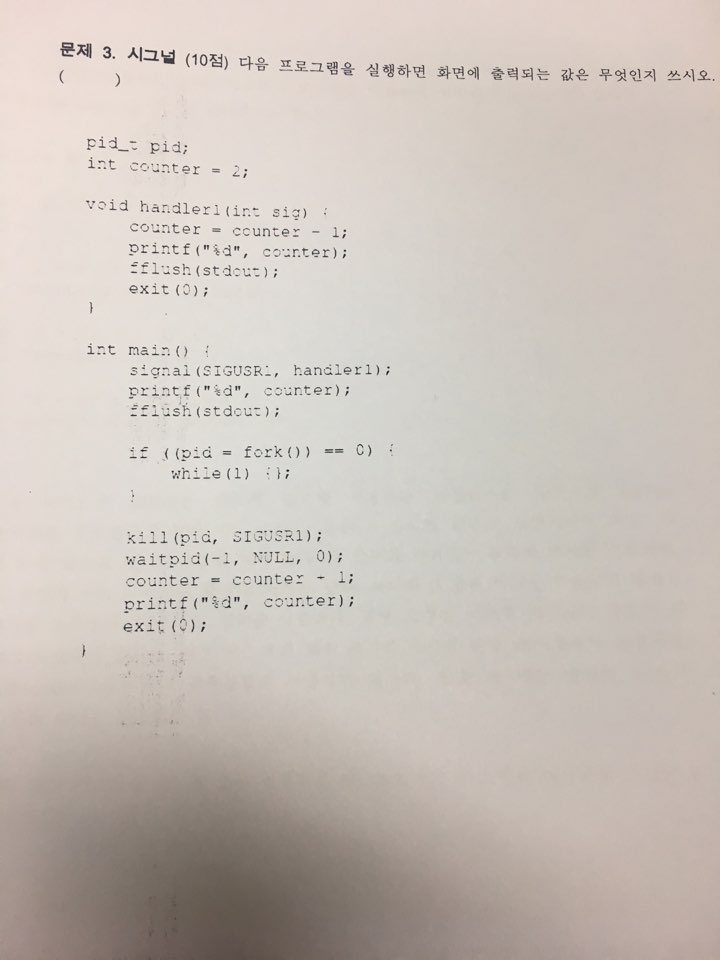 문제 3. 시그널 (10점) 다음 프로그램을 실행하면 화면에 출력되는 값은 무엇인지 쓰시오.
( )
pid_t pid;
int counter = 2;
void handler1(int sig) {
counter = counter - 1;
printf("%d", counter);
fflush(stdout);
exit(0);
}
int main() {
signal(SIGUSR1, handler1);
printf("%d", counter);
fflush(stdout);
if ((pid = fork()) == 0) {
while(1) {};
}
kill(pid, SIGUSR1);
waitpid(-1, NULL, 0);
counter = counter + 1;
printf("%d", counter);
exit(0);
}